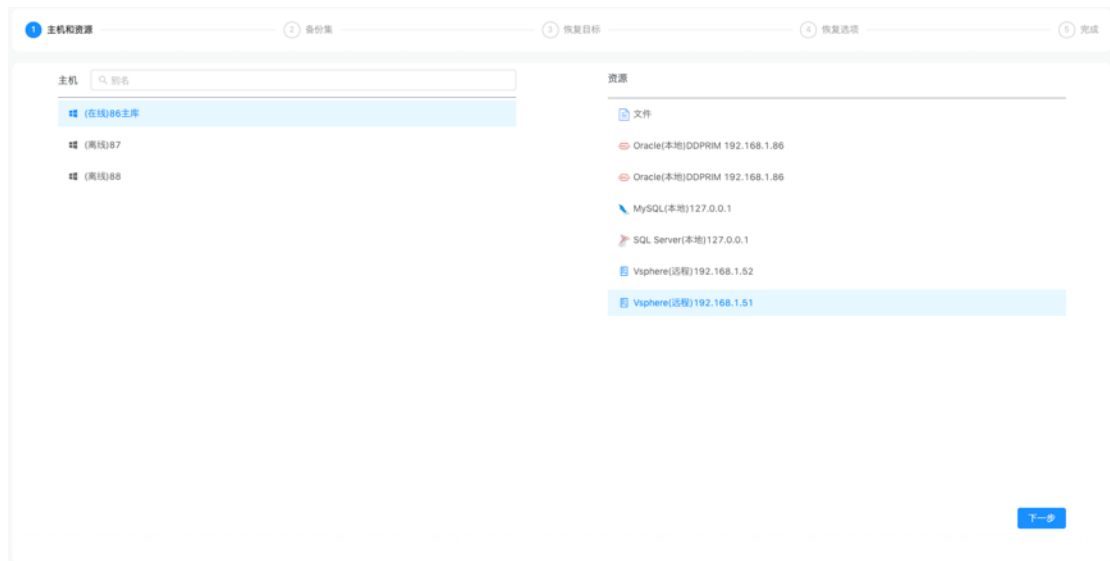 1 主机和资源 2 备份集 3 恢复目标 4 恢复选项 5 完成
主机 别名
资源
(在线)86主库
(离线)87
(离线)88
文件
Oracle(本地)DDPRIM 192.168.1.86
Oracle(本地)DDPRIM 192.168.1.86
MySQL(本地)127.0.0.1
SQL Server(本地)127.0.0.1
Vsphere(远程)192.168.1.52
Vsphere(远程)192.168.1.51
下一步